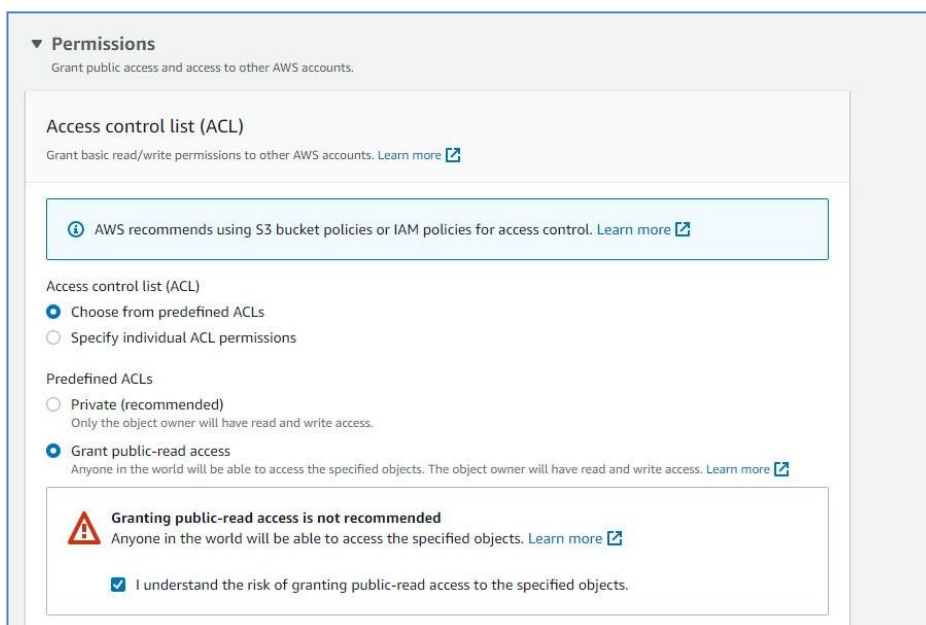 Permissions
Grant public access and access to other AWS accounts.
Access control list (ACL)
Grant basic read/write permissions to other AWS accounts. Learn more
AWS recommends using S3 bucket policies or IAM policies for access control. Learn more
Access control list (ACL)
Choose from predefined ACLs
Specify individual ACL permissions
Predefined ACLs
Private (recommended)
Only the object owner will have read and write access.
Grant public-read access
Anyone in the world will be able to access the specified objects. The object owner will have read and write access. Learn more
Granting public-read access is not recommended
Anyone in the world will be able to access the specified objects. Learn more
I understand the risk of granting public-read access to the specified objects.